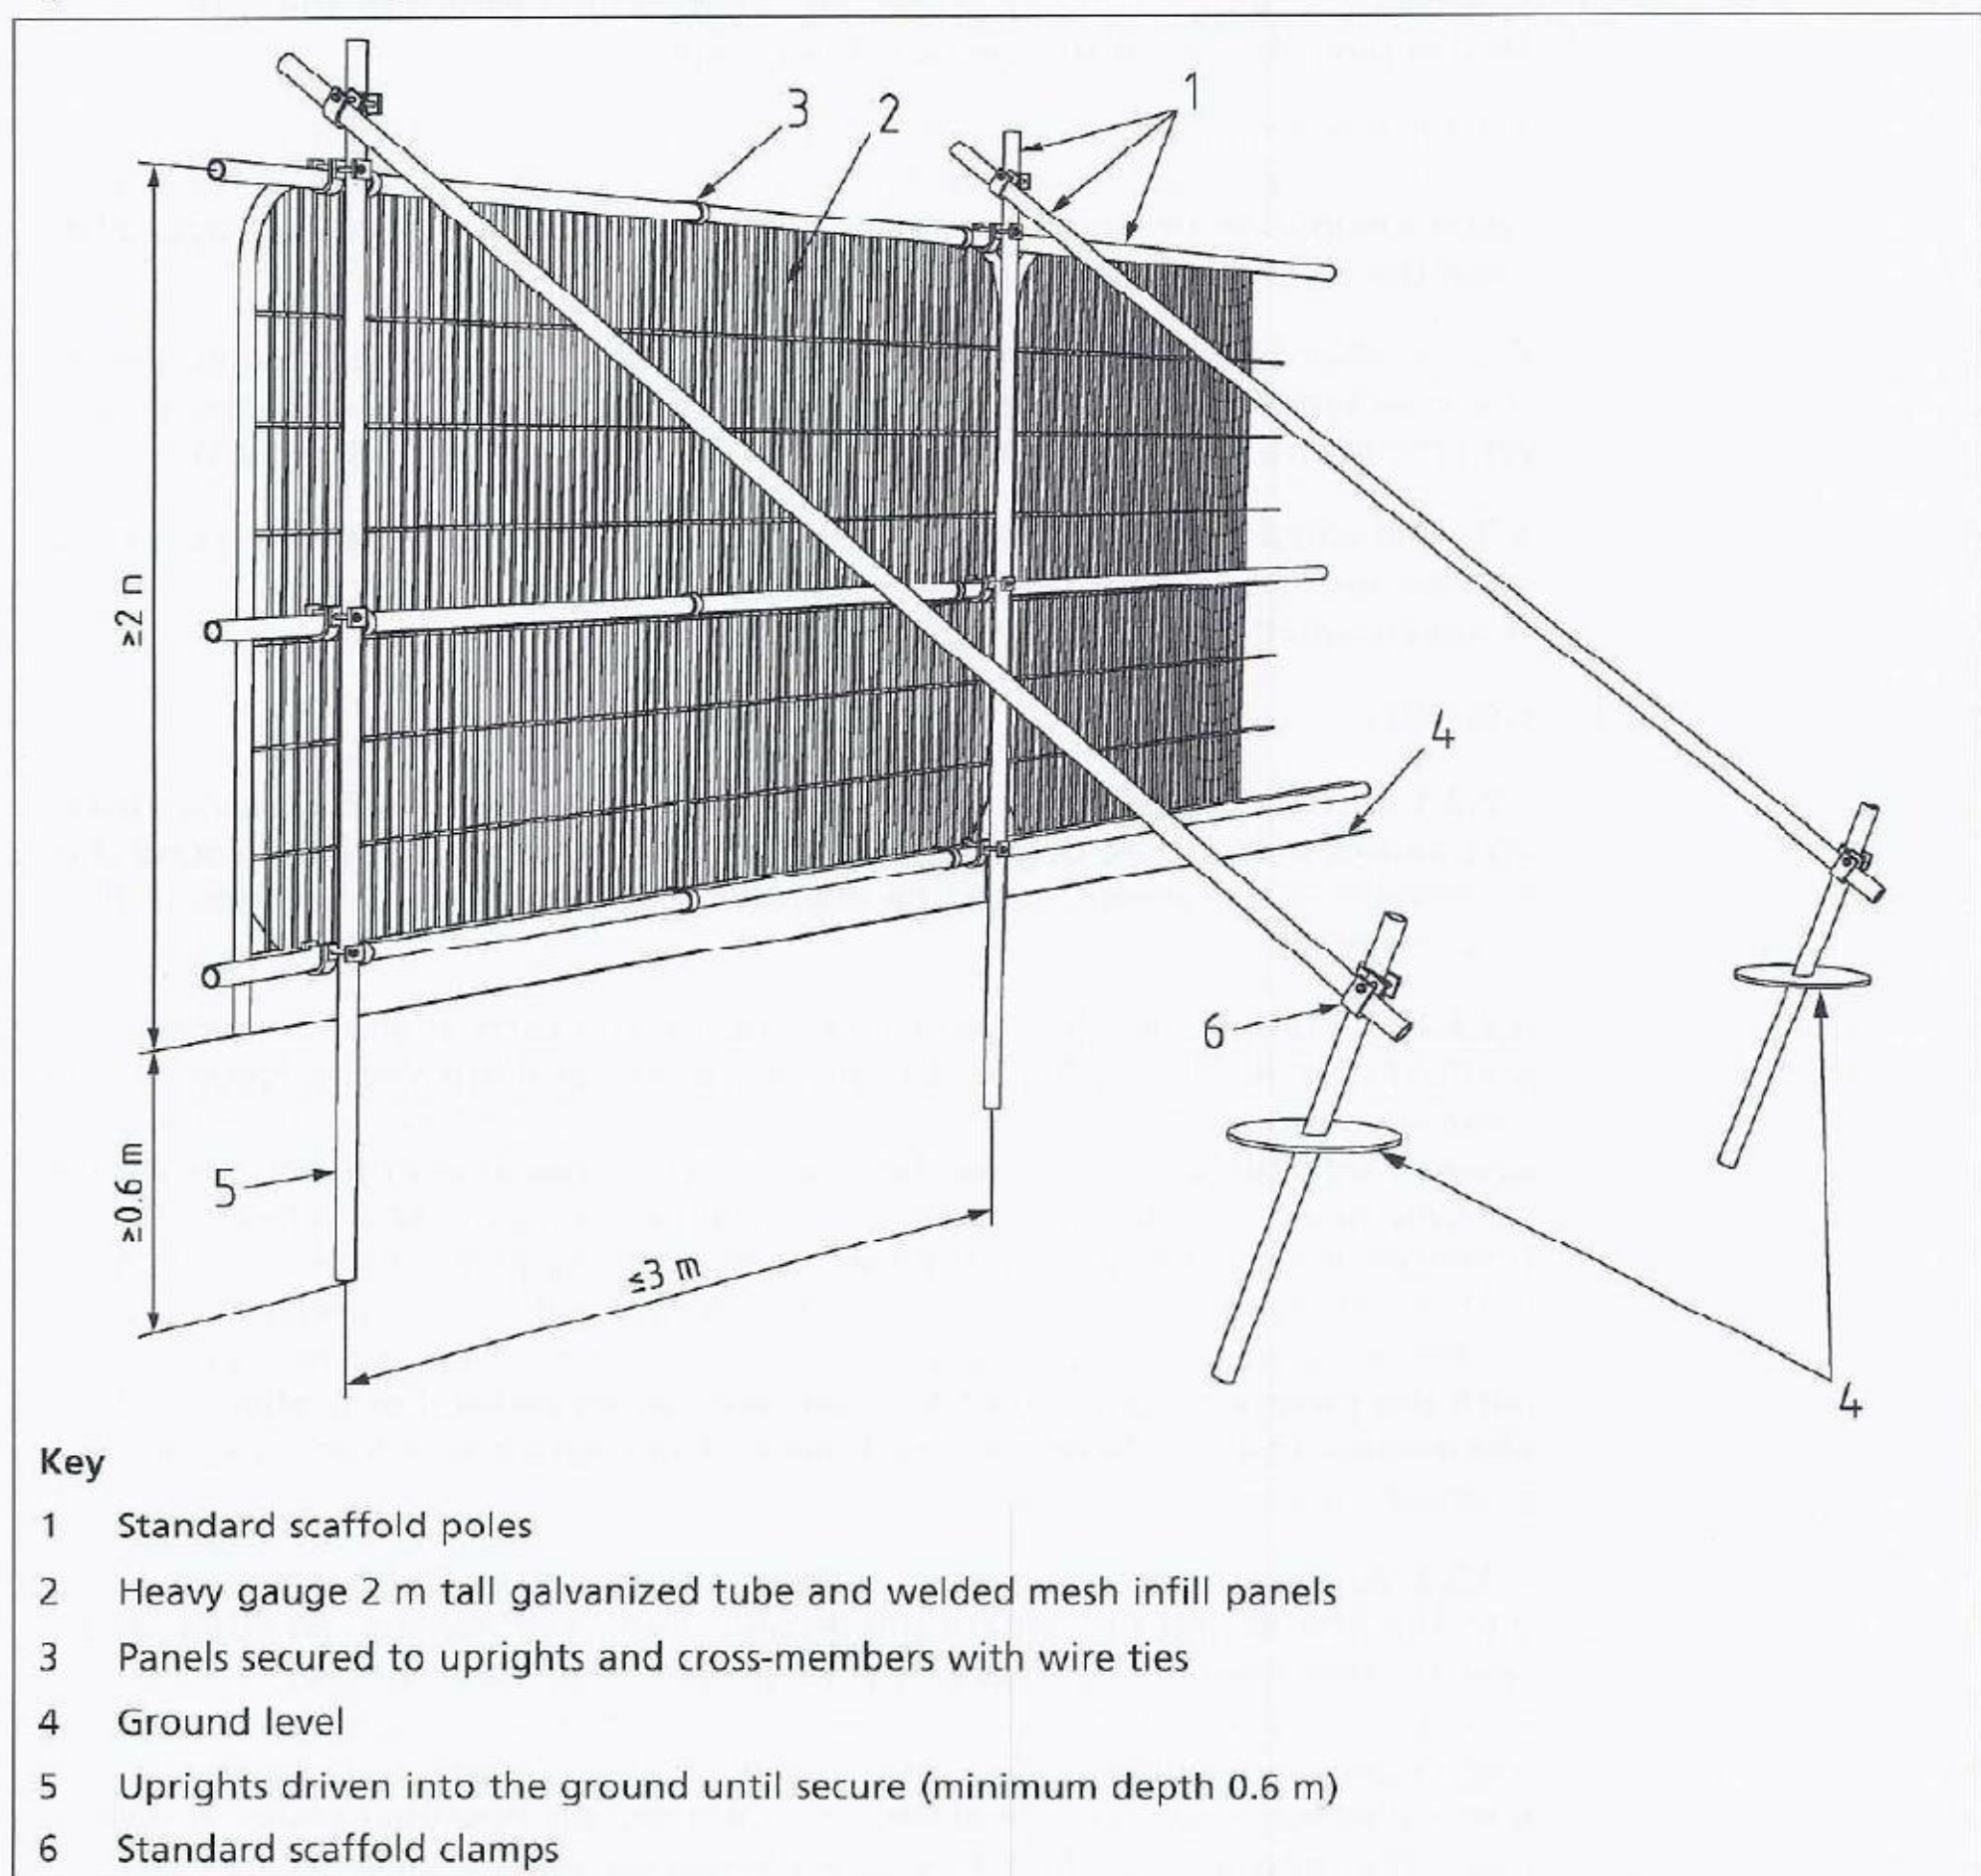 3
2
1
≥2 n
4
6
≥0.6 m
5
≤3 m
4
Key
1 Standard scaffold poles
2 Heavy gauge 2 m tall galvanized tube and welded mesh infill panels
3 Panels secured to uprights and cross-members with wire ties
4 Ground level
5 Uprights driven into the ground until secure (minimum depth 0.6 m)
6 Standard scaffold clamps